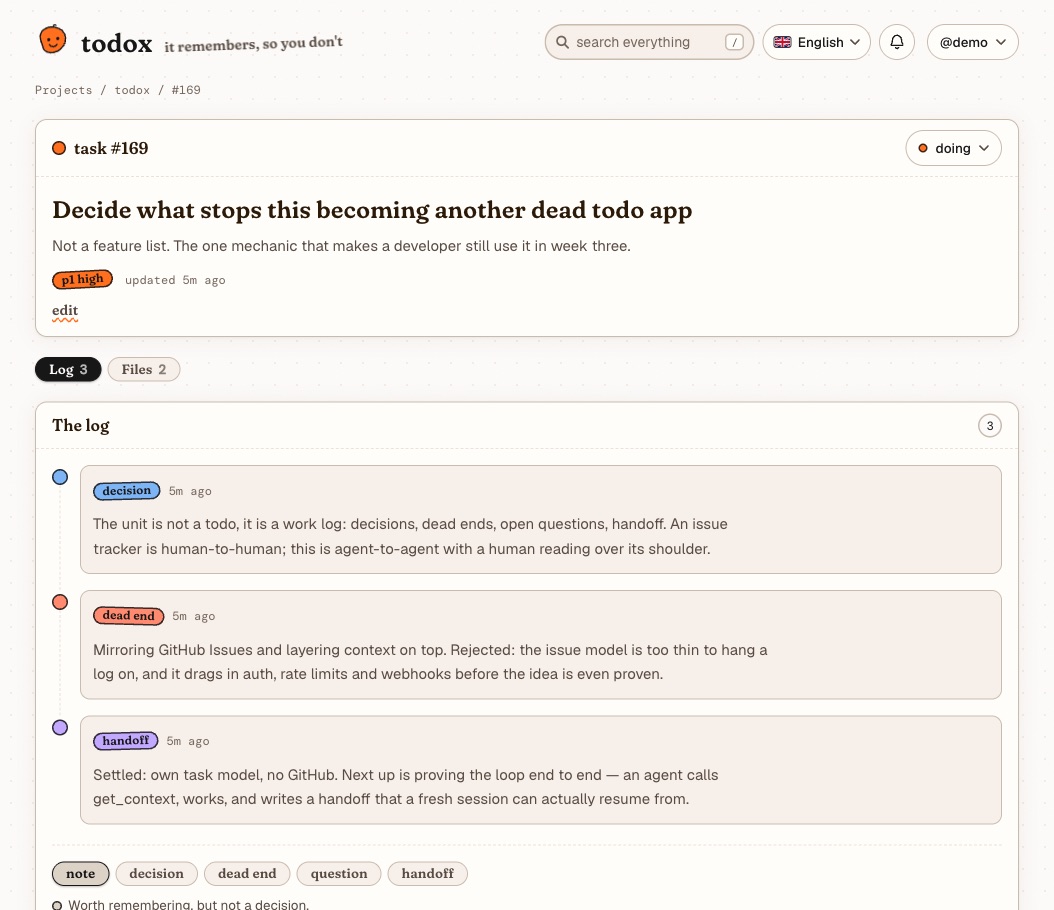 todox it remembers, so you don't
search everything /
English
@demo
Projects / todox / #169
task #169
doing
Decide what stops this becoming another dead todo app
Not a feature list. The one mechanic that makes a developer still use it in week three.
p1 high updated 5m ago
edit
Log 3 Files 2
The log
3
decision 5m ago
The unit is not a todo, it is a work log: decisions, dead ends, open questions, handoff. An issue
tracker is human-to-human; this is agent-to-agent with a human reading over its shoulder.
dead end 5m ago
Mirroring GitHub Issues and layering context on top. Rejected: the issue model is too thin to hang a
log on, and it drags in auth, rate limits and webhooks before the idea is even proven.
handoff 5m ago
Settled: own task model, no GitHub. Next up is proving the loop end to end — an agent calls
get_context, works, and writes a handoff that a fresh session can actually resume from.
note decision dead end question handoff
Worth remembering, but not a decision.